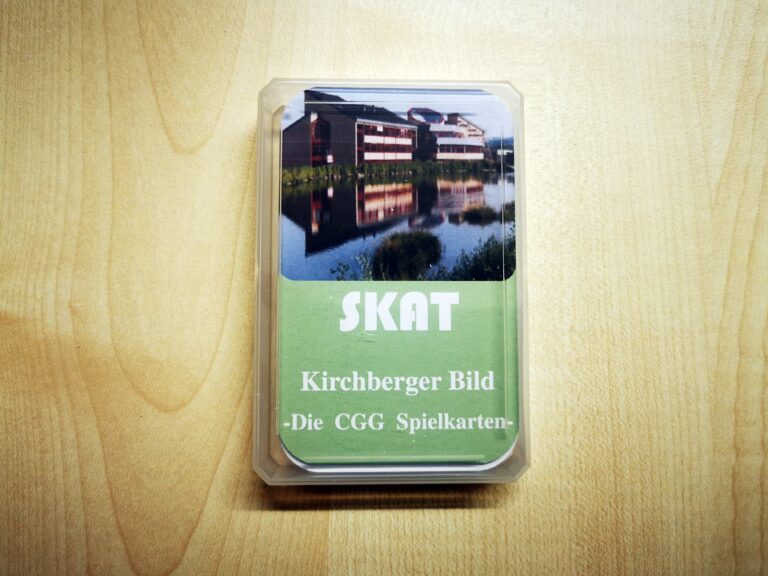 SKAT
Kirchberger Bild
-Die CGG Spielkarten-